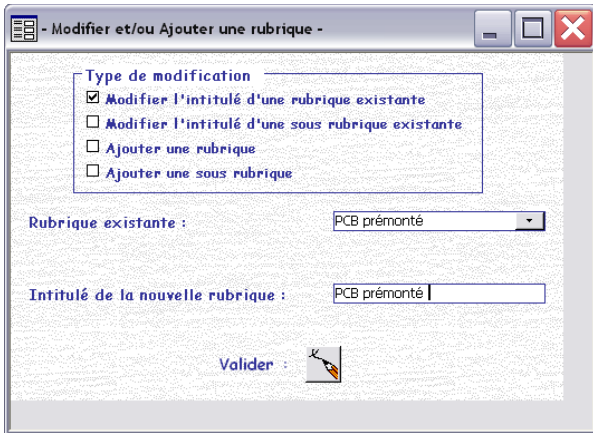 - Modifier et/ou Ajouter une rubrique -
Type de modification
Modifier l'intitulé d'une rubrique existante
Modifier l'intitulé d'une sous rubrique existante
Ajouter une rubrique
Ajouter une sous rubrique
Rubrique existante : PCB prémonté
Intitulé de la nouvelle rubrique : PCB prémonté
Valider :